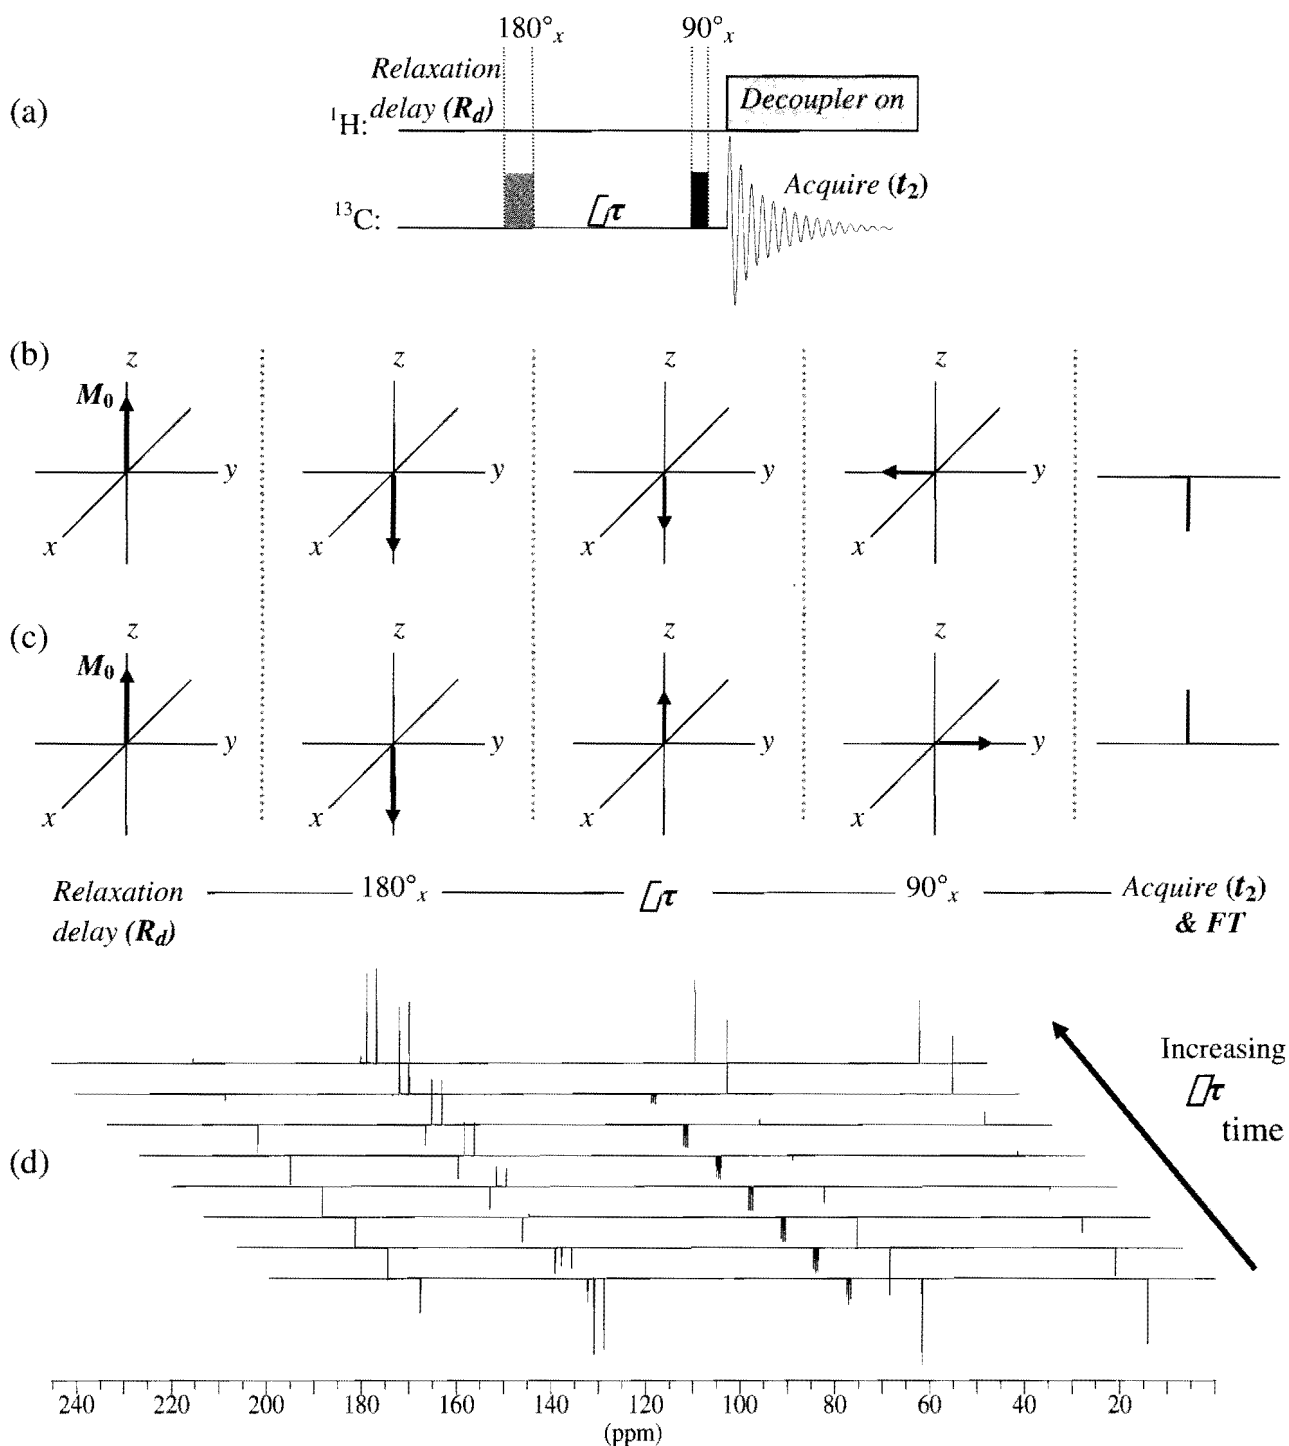 180°x 90°x
Relaxation
delay (Rd)
Decoupler on
(a)
¹H:
Acquire (t₂)
τ
¹³C:
(b)
z z z z
M₀
y y y y
x x x x
(c)
z z z z
M₀
y y y y
x x x x
Relaxation 180°x τ 90°x Acquire (t₂)
delay (Rd) & FT
Increasing
τ
time
(d)
240 220 200 180 160 140 120 100 80 60 40 20
(ppm)